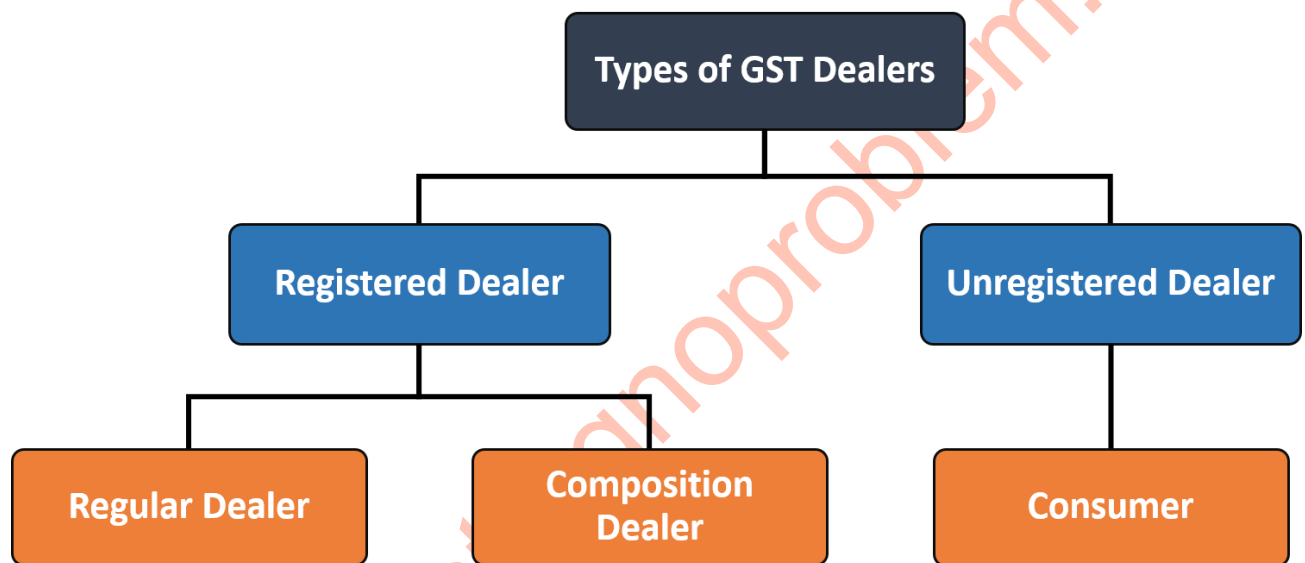 Types of GST Dealers
Registered Dealer
Unregistered Dealer
Regular Dealer
Composition
Dealer
Consumer